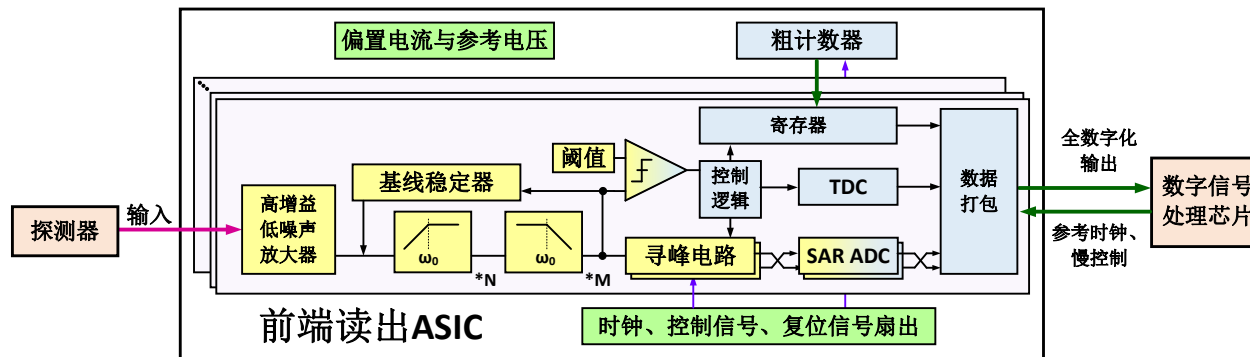 偏置电流与参考电压
粗计数器
寄存器
阈值
控制
逻辑
TDC
数据
打包
全数字化
输出
数字信号
处理芯片
参考时钟、
慢控制
基线稳定器
探测器
输入
高增益
低噪声
放大器
ω₀
*N
ω₀
*M
寻峰电路
SAR ADC
前端读出ASIC
时钟、控制信号、复位信号扇出